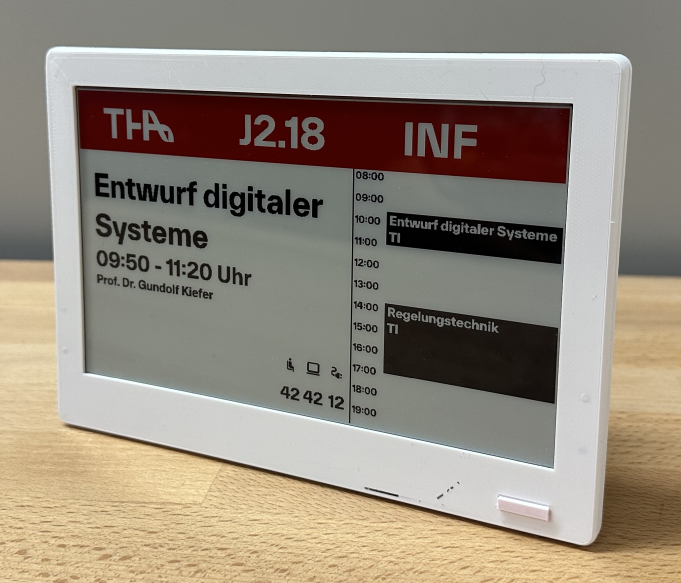 THA J2.18 INF
Entwurf digitaler
Systeme
09:50 - 11:20 Uhr
Prof. Dr. Gundolf Kiefer
42 42 12
08:00
09:00
10:00
11:00
12:00
13:00
14:00
15:00
16:00
17:00
18:00
19:00
Entwurf digitaler Systeme
TI
Regelungstechnik
TI